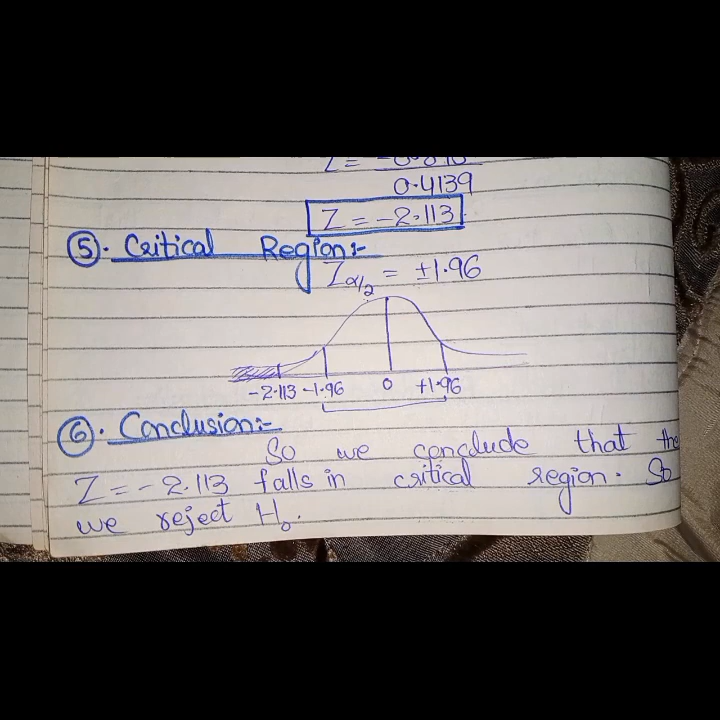 0.4139
Z = -2.113
⑤. Critical Region:-
Zα/2 = ±1.96
-2.113 -1.96 0 +1.96
⑥. Conclusion:-
So we conclude that the
Z = -2.113 falls in critical region. So
we reject H₀.